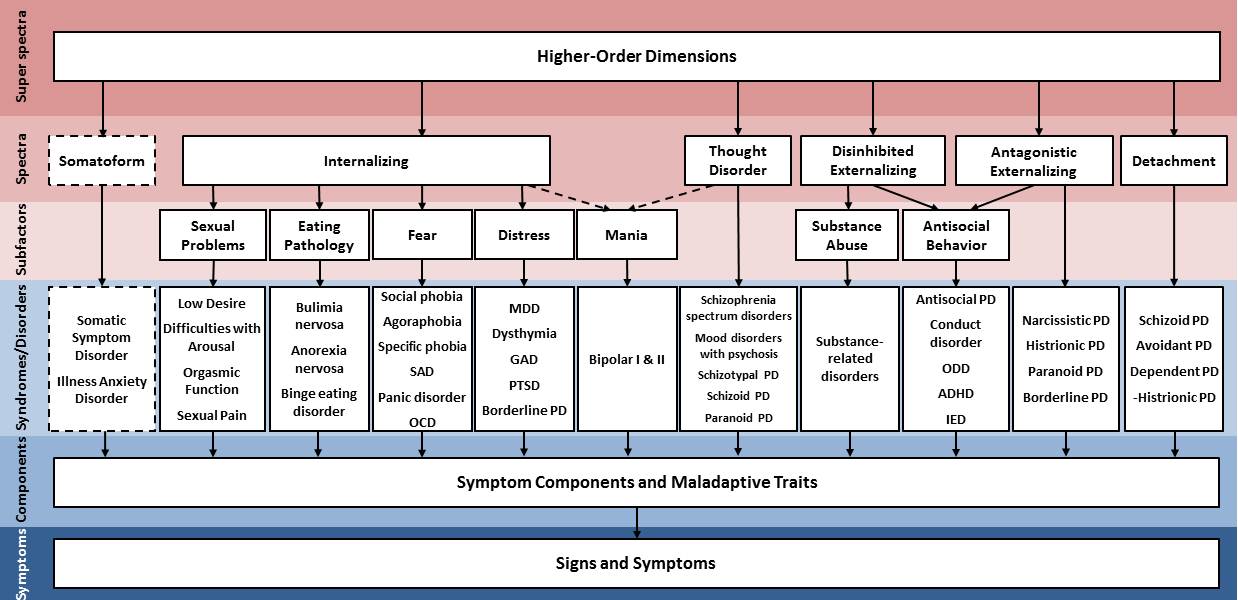 Super spectra
Higher-Order Dimensions
Spectra
Somatoform
Internalizing
Thought
Disorder
Disinhibited
Externalizing
Antagonistic
Externalizing
Detachment
Subfactors
Sexual
Problems
Eating
Pathology
Fear
Distress
Mania
Substance
Abuse
Antisocial
Behavior
Syndromes/Disorders
Somatic
Symptom
Disorder
Illness Anxiety
Disorder
Low Desire
Difficulties with
Arousal
Orgasmic
Function
Sexual Pain
Bulimia
nervosa
Anorexia
nervosa
Binge eating
disorder
Social phobia
Agoraphobia
Specific phobia
SAD
Panic disorder
OCD
MDD
Dysthymia
GAD
PTSD
Borderline PD
Bipolar I & II
Schizophrenia
spectrum disorders
Mood disorders
with psychosis
Schizotypal PD
Schizoid PD
Paranoid PD
Substance-
related
disorders
Antisocial PD
Conduct
disorder
ODD
ADHD
IED
Narcissistic PD
Histrionic PD
Paranoid PD
Borderline PD
Schizoid PD
Avoidant PD
Dependent PD
-Histrionic PD
Components
Symptom Components and Maladaptive Traits
Symptoms
Signs and Symptoms